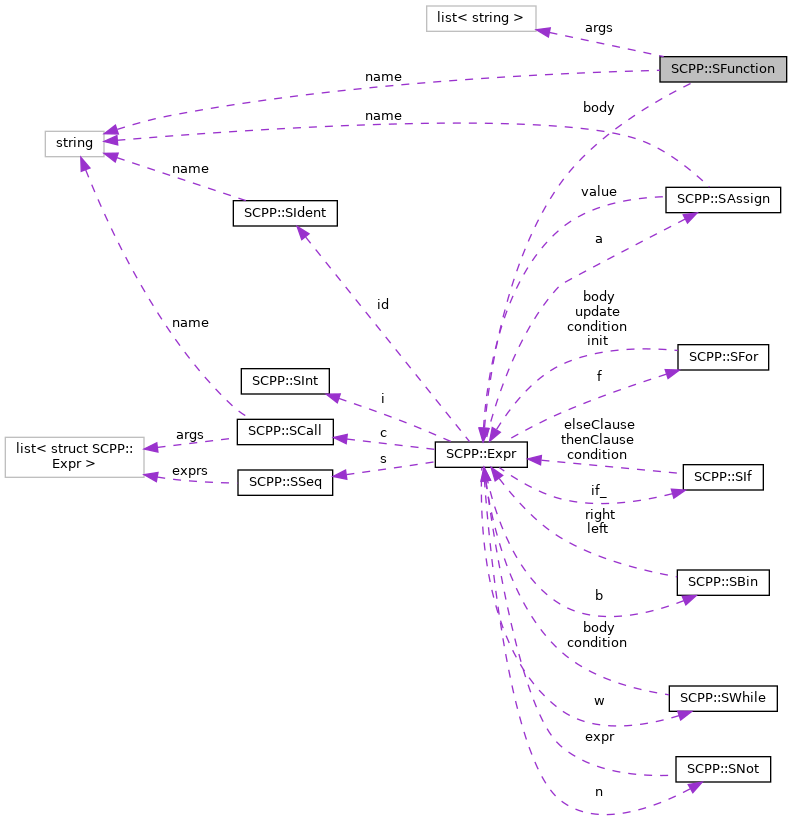 list< string >
args
SCPP::SFunction
name
body
name
string
name
value
SCPP::SAssign
SCPP::SIdent
a
id
body
update
condition
init
name
SCPP::SFor
f
SCPP::SInt
i
elseClause
thenClause
condition
SCPP::SCall
c
args
list< struct SCPP::
Expr >
SCPP::Expr
s
exprs
SCPP::SSeq
SCPP::SIf
if_
right
left
SCPP::SBin
b
body
condition
SCPP::SWhile
w
expr
SCPP::SNot
n